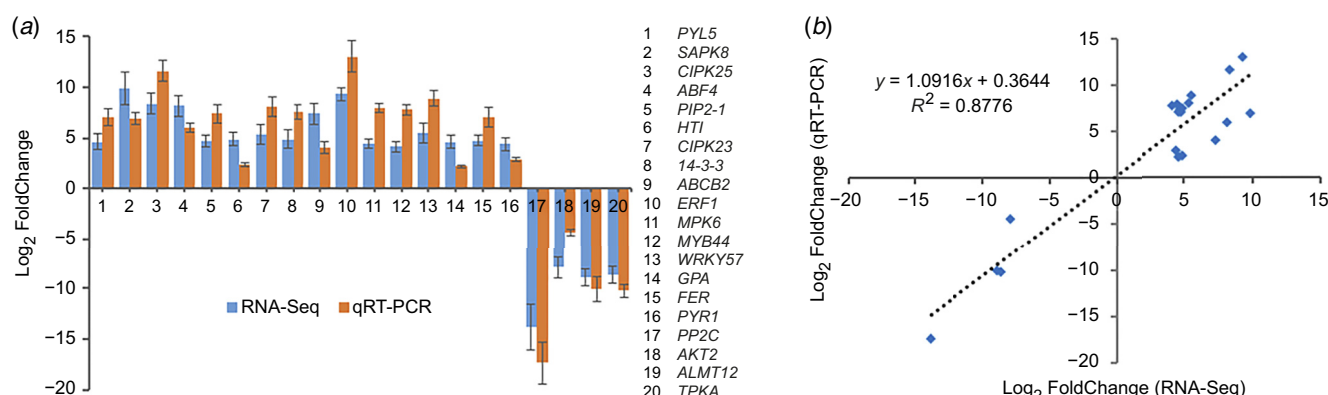 (a)
15
10
5
0
−5
−10
−15
−20
Log2 FoldChange
1 2 3 4 5 6 7 8 9 10 11 12 13 14 15 16 17 18 19 20
RNA-Seq qRT-PCR
1 PYL5
2 SAPK8
3 CIPK25
4 ABF4
5 PIP2-1
6 HTI
7 CIPK23
8 14-3-3
9 ABCB2
10 ERF1
11 MPK6
12 MYB44
13 WRKY57
14 GPA
15 FER
16 PYR1
17 PP2C
18 AKT2
19 ALMT12
20 TPKA
(b)
y = 1.0916x + 0.3644
R² = 0.8776
Log2 FoldChange (qRT-PCR)
15
10
5
0
−5
−10
−15
−20
−20 −15 −10 −5 0 5 10 15
Log2 FoldChange (RNA-Seq)